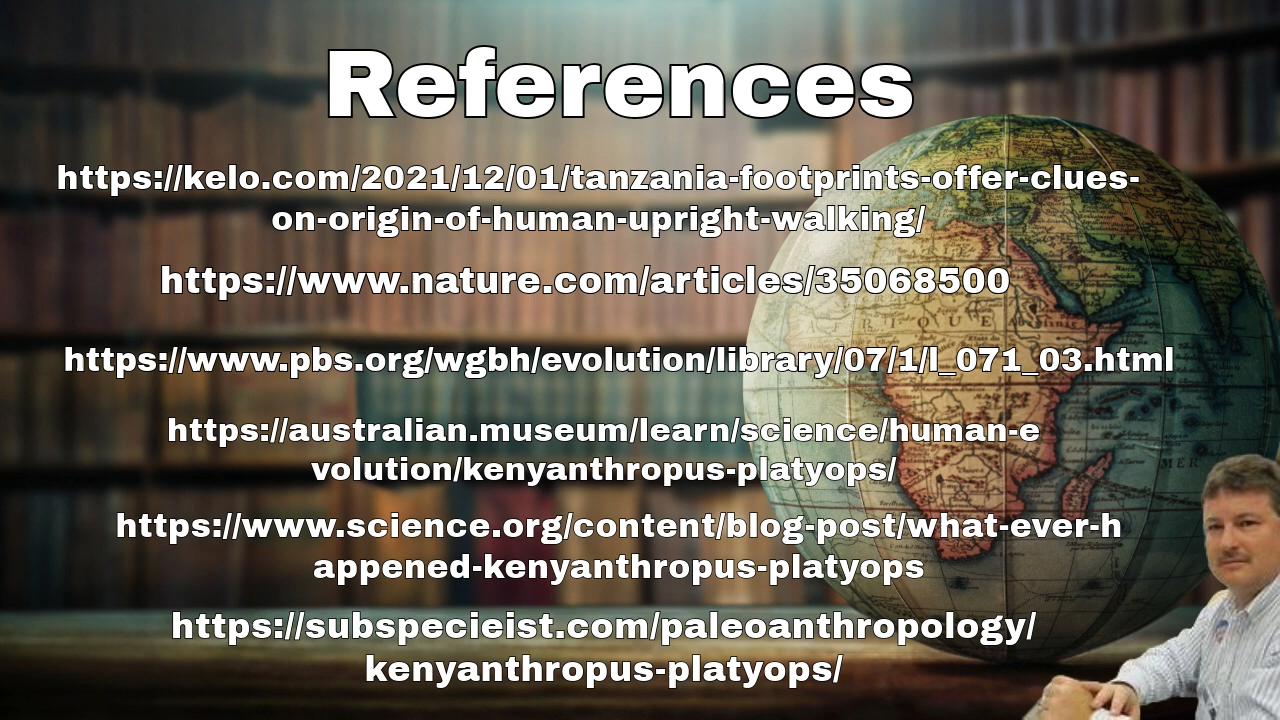 References
https://kelo.com/2021/12/01/tanzania-footprints-offer-clues-
on-origin-of-human-upright-walking/
https://www.nature.com/articles/35068500
https://www.pbs.org/wgbh/evolution/library/07/1/l_071_03.html
https://australian.museum/learn/science/human-e
volution/kenyanthropus-platyops/
https://www.science.org/content/blog-post/what-ever-h
appened-kenyanthropus-platyops
https://subspecieist.com/paleoanthropology/
kenyanthropus-platyops/
MER